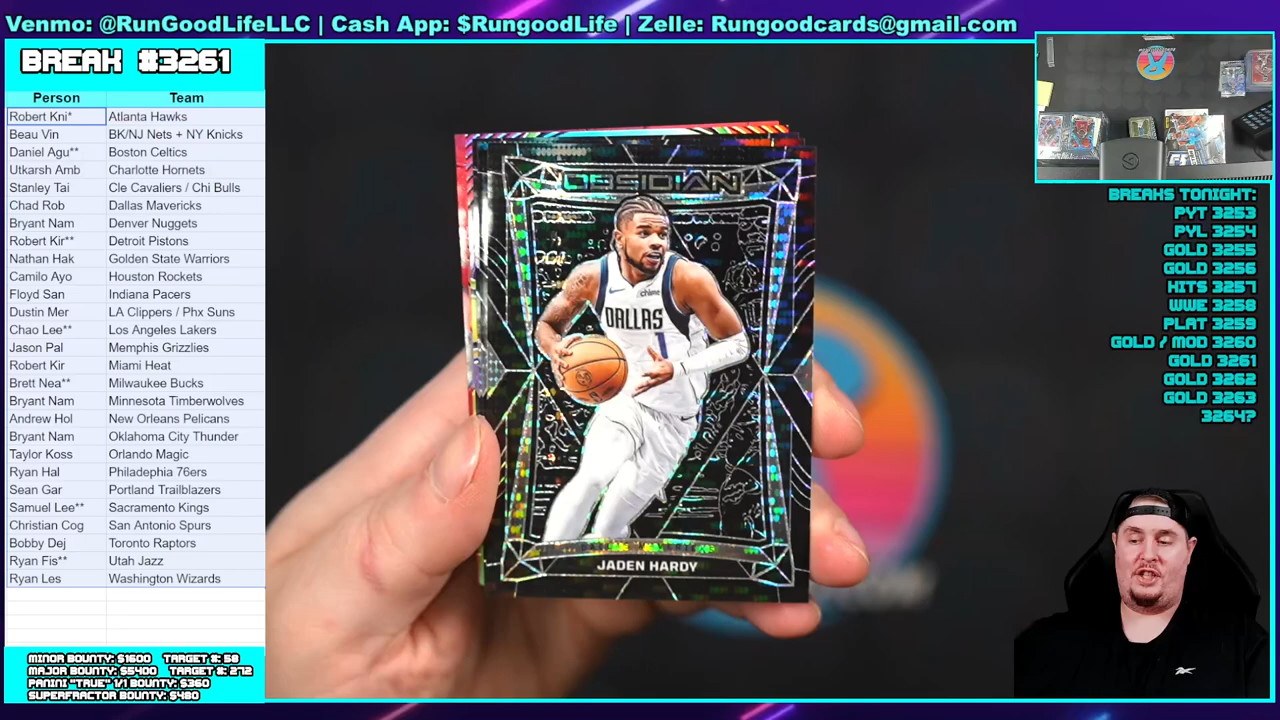 Venmo: @RunGoodLifeLLC | Cash App: $RungoodLife | Zelle: Rungoodcards@gmail.com
BREAK #3261
Person Team
Robert Kni* Atlanta Hawks
Beau Vin BK/NJ Nets + NY Knicks
Daniel Agu** Boston Celtics
Utkarsh Amb Charlotte Hornets
Stanley Tai Cle Cavaliers / Chi Bulls
Chad Rob Dallas Mavericks
Bryant Nam Denver Nuggets
Robert Kir** Detroit Pistons
Nathan Hak Golden State Warriors
Camilo Ayo Houston Rockets
Floyd San Indiana Pacers
Dustin Mer LA Clippers / Phx Suns
Chao Lee** Los Angeles Lakers
Jason Pal Memphis Grizzlies
Robert Kir Miami Heat
Brett Nea** Milwaukee Bucks
Bryant Nam Minnesota Timberwolves
Andrew Hol New Orleans Pelicans
Bryant Nam Oklahoma City Thunder
Taylor Koss Orlando Magic
Ryan Hal Philadephia 76ers
Sean Gar Portland Trailblazers
Samuel Lee** Sacramento Kings
Christian Cog San Antonio Spurs
Bobby Dej Toronto Raptors
Ryan Fis** Utah Jazz
Ryan Les Washington Wizards
MINOR BOUNTY: $1600 TARGET #: 58
MAJOR BOUNTY: $5400 TARGET #: 272
PANINI "TRUE" 1/1 BOUNTY: $360
SUPERFRACTOR BOUNTY: $480
OBSIDIAN
chime
DALLAS
1
JADEN HARDY
BREAKS TONIGHT:
PYT 3253
PYL 3254
GOLD 3255
GOLD 3256
HITS 3257
WWE 3258
PLAT 3259
GOLD / MOD 3260
GOLD 3261
GOLD 3262
GOLD 3263
3264?